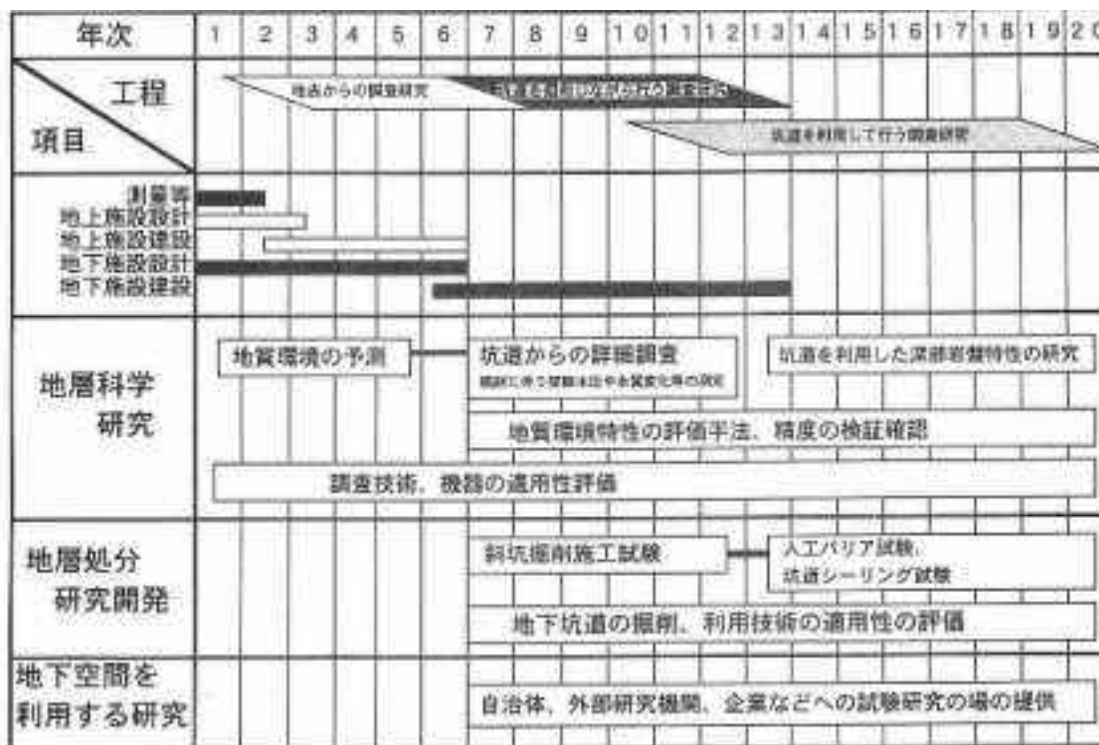 年次 1 2 3 4 5 6 7 8 9 10 11 12 13 14 15 16 17 18 19 20
工程
項目
地表からの調査研究
坑道を利用して行う調査研究
測量等
地上施設設計
地上施設建設
地下施設設計
地下施設建設
地層科学
研究
地質環境の予測
坑道からの詳細調査
坑道を利用した深部岩盤特性の研究
地質環境特性の評価手法、精度の検証確認
調査技術、機器の適用性評価
地層処分
研究開発
斜坑掘削施工試験
人工バリア試験、
坑道シーリング試験
地下坑道の掘削、利用技術の適用性の評価
地下空間を
利用する研究
自治体、外部研究機関、企業などへの試験研究の場の提供